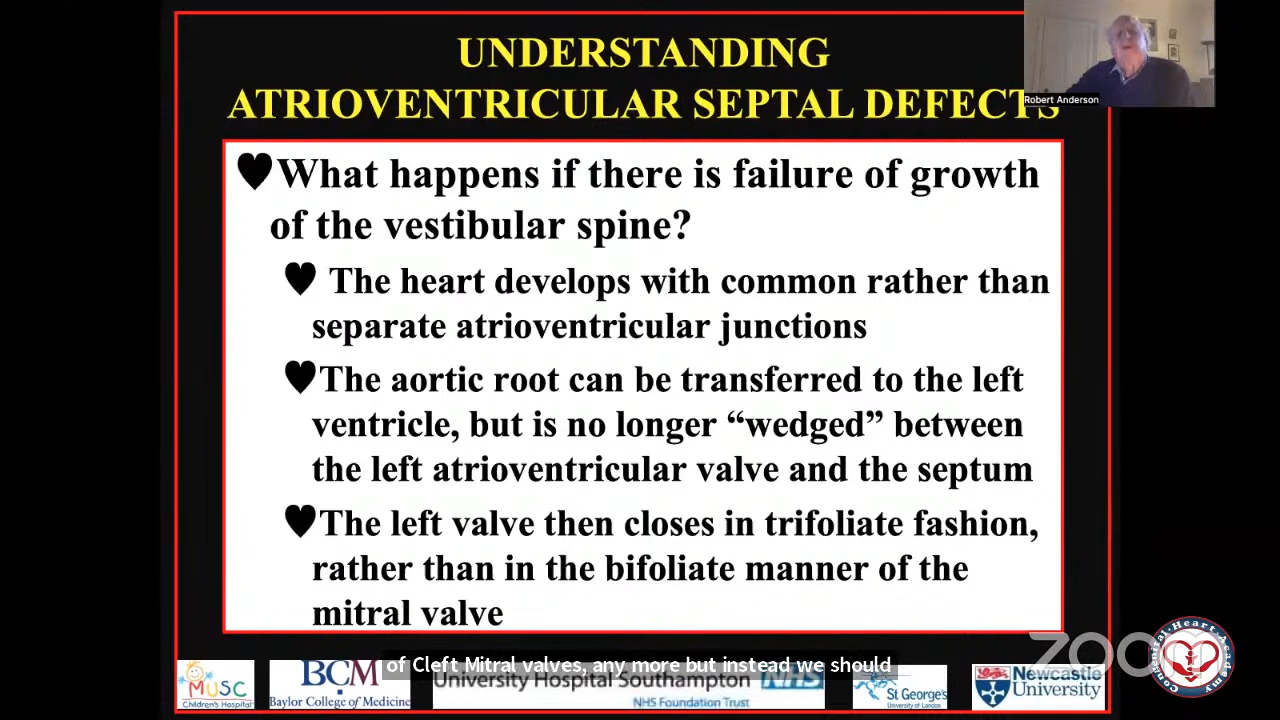 UNDERSTANDING
ATRIOVENTRICULAR SEPTAL DEFECTS
Robert Anderson
♥What happens if there is failure of growth
of the vestibular spine?
♥ The heart develops with common rather than
separate atrioventricular junctions
♥The aortic root can be transferred to the left
ventricle, but is no longer “wedged” between
the left atrioventricular valve and the septum
♥The left valve then closes in trifoliate fashion,
rather than in the bifoliate manner of the
mitral valve
of Cleft Mitral valves, any more but instead we should
MUSC
Children's Hospital
BCM
Baylor College of Medicine
University Hospital Southampton
NHS
NHS Foundation Trust
St George's
University of London
Newcastle
University
zoom
Congenital Heart Academy